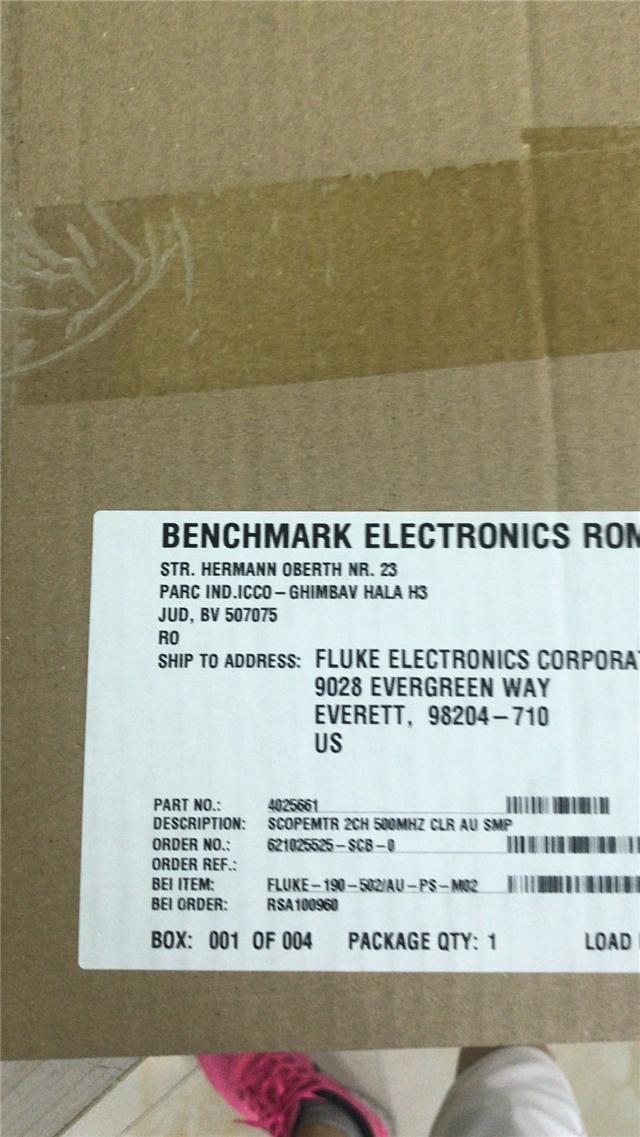 BENCHMARK ELECTRONICS ROM
STR. HERMANN OBERTH NR. 23
PARC IND.ICCO-GHIMBAV HALA H3
JUD, BV 507075
RO
SHIP TO ADDRESS: FLUKE ELECTRONICS CORPORAT
9028 EVERGREEN WAY
EVERETT, 98204-710
US
PART NO.: 4025661
DESCRIPTION: SCOPEMTR 2CH 500MHZ CLR AU SMP
ORDER NO.: 621025525-SCB-0
ORDER REF.:
BEI ITEM: FLUKE-190-502/AU-PS-M02
BEI ORDER: RSA100960
BOX: 001 OF 004 PACKAGE QTY: 1 LOAD